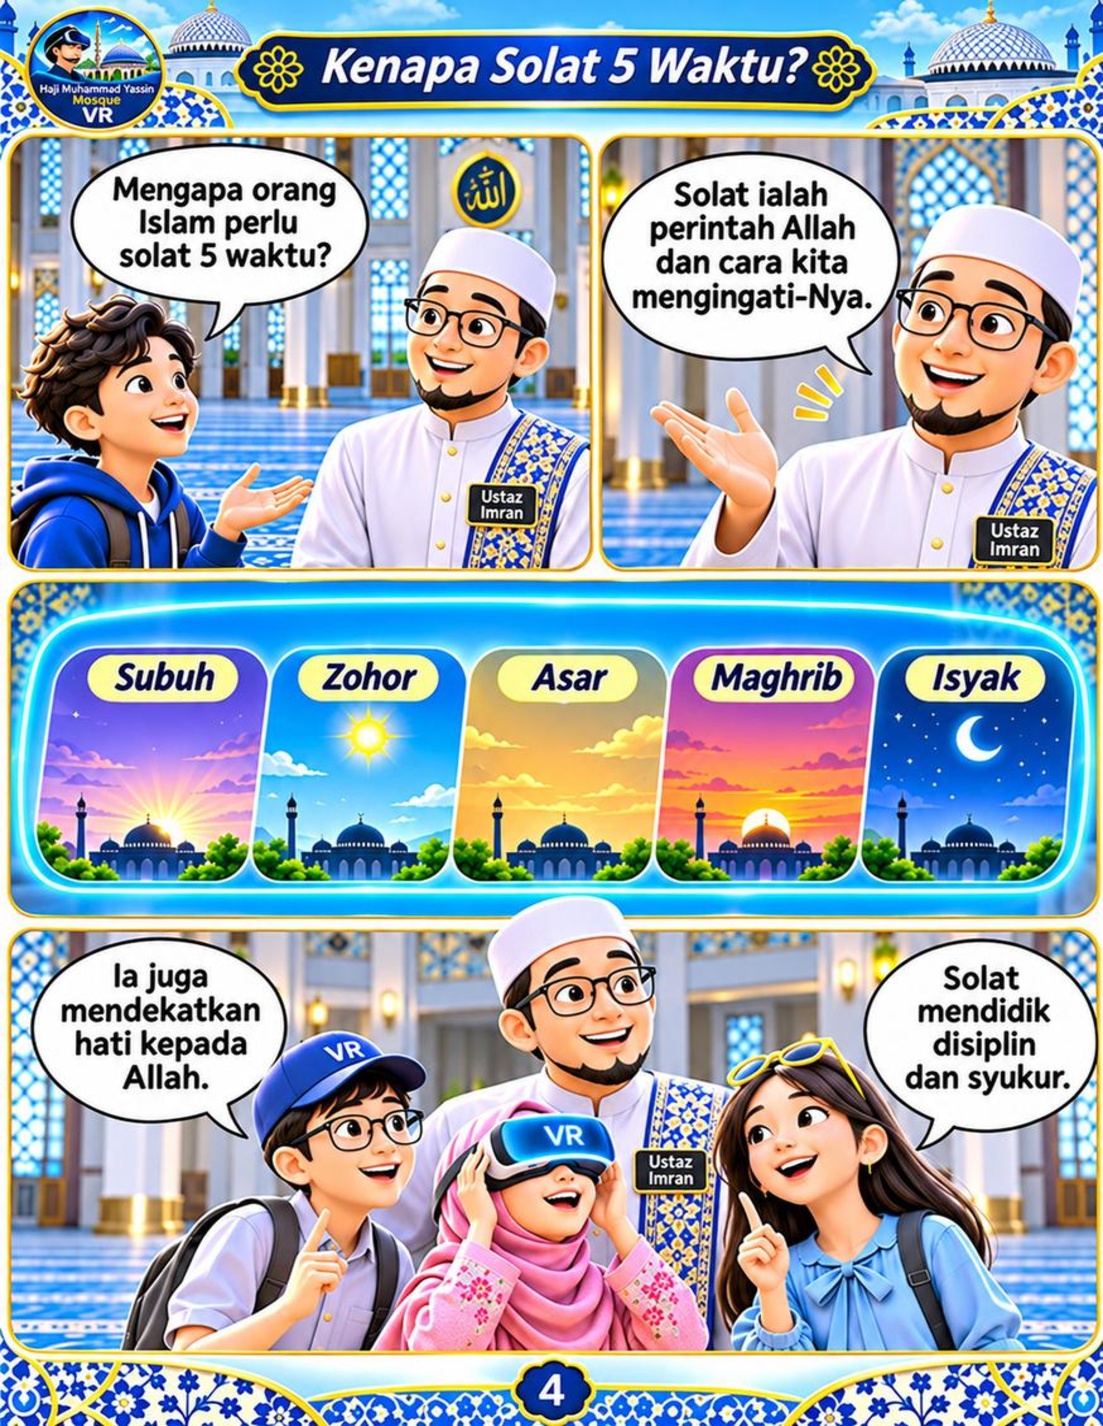 Haji Muhammad Yassin
Mosque
VR
Kenapa Solat 5 Waktu?
Mengapa orang
Islam perlu
solat 5 waktu?
الله
Ustaz
Imran
Solat ialah
perintah Allah
dan cara kita
mengingati-Nya.
Ustaz
Imran
Subuh
Zohor
Asar
Maghrib
Isyak
Ia juga
mendekatkan
hati kepada
Allah.
Solat
mendidik
disiplin
dan syukur.
VR
VR
Ustaz
Imran
4